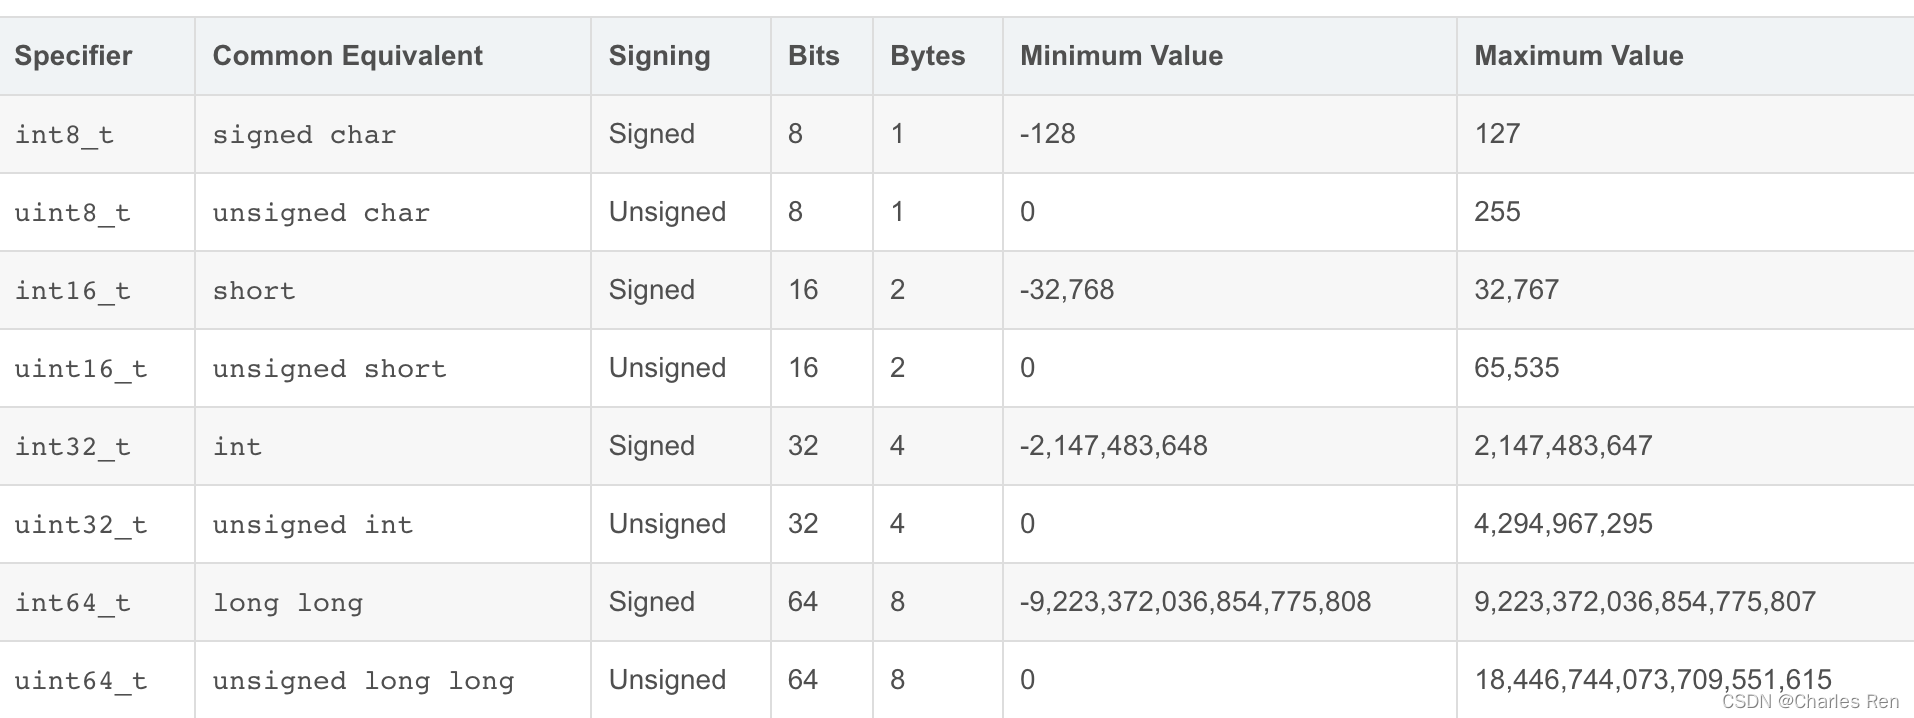 Specifier Common Equivalent Signing Bits Bytes Minimum Value Maximum Value
int8_t signed char Signed 8 1 -128 127
uint8_t unsigned char Unsigned 8 1 0 255
int16_t short Signed 16 2 -32,768 32,767
uint16_t unsigned short Unsigned 16 2 0 65,535
int32_t int Signed 32 4 -2,147,483,648 2,147,483,647
uint32_t unsigned int Unsigned 32 4 0 4,294,967,295
int64_t long long Signed 64 8 -9,223,372,036,854,775,808 9,223,372,036,854,775,807
uint64_t unsigned long long Unsigned 64 8 0 18,446,744,073,709,551,615
CSDN @Charles Ren